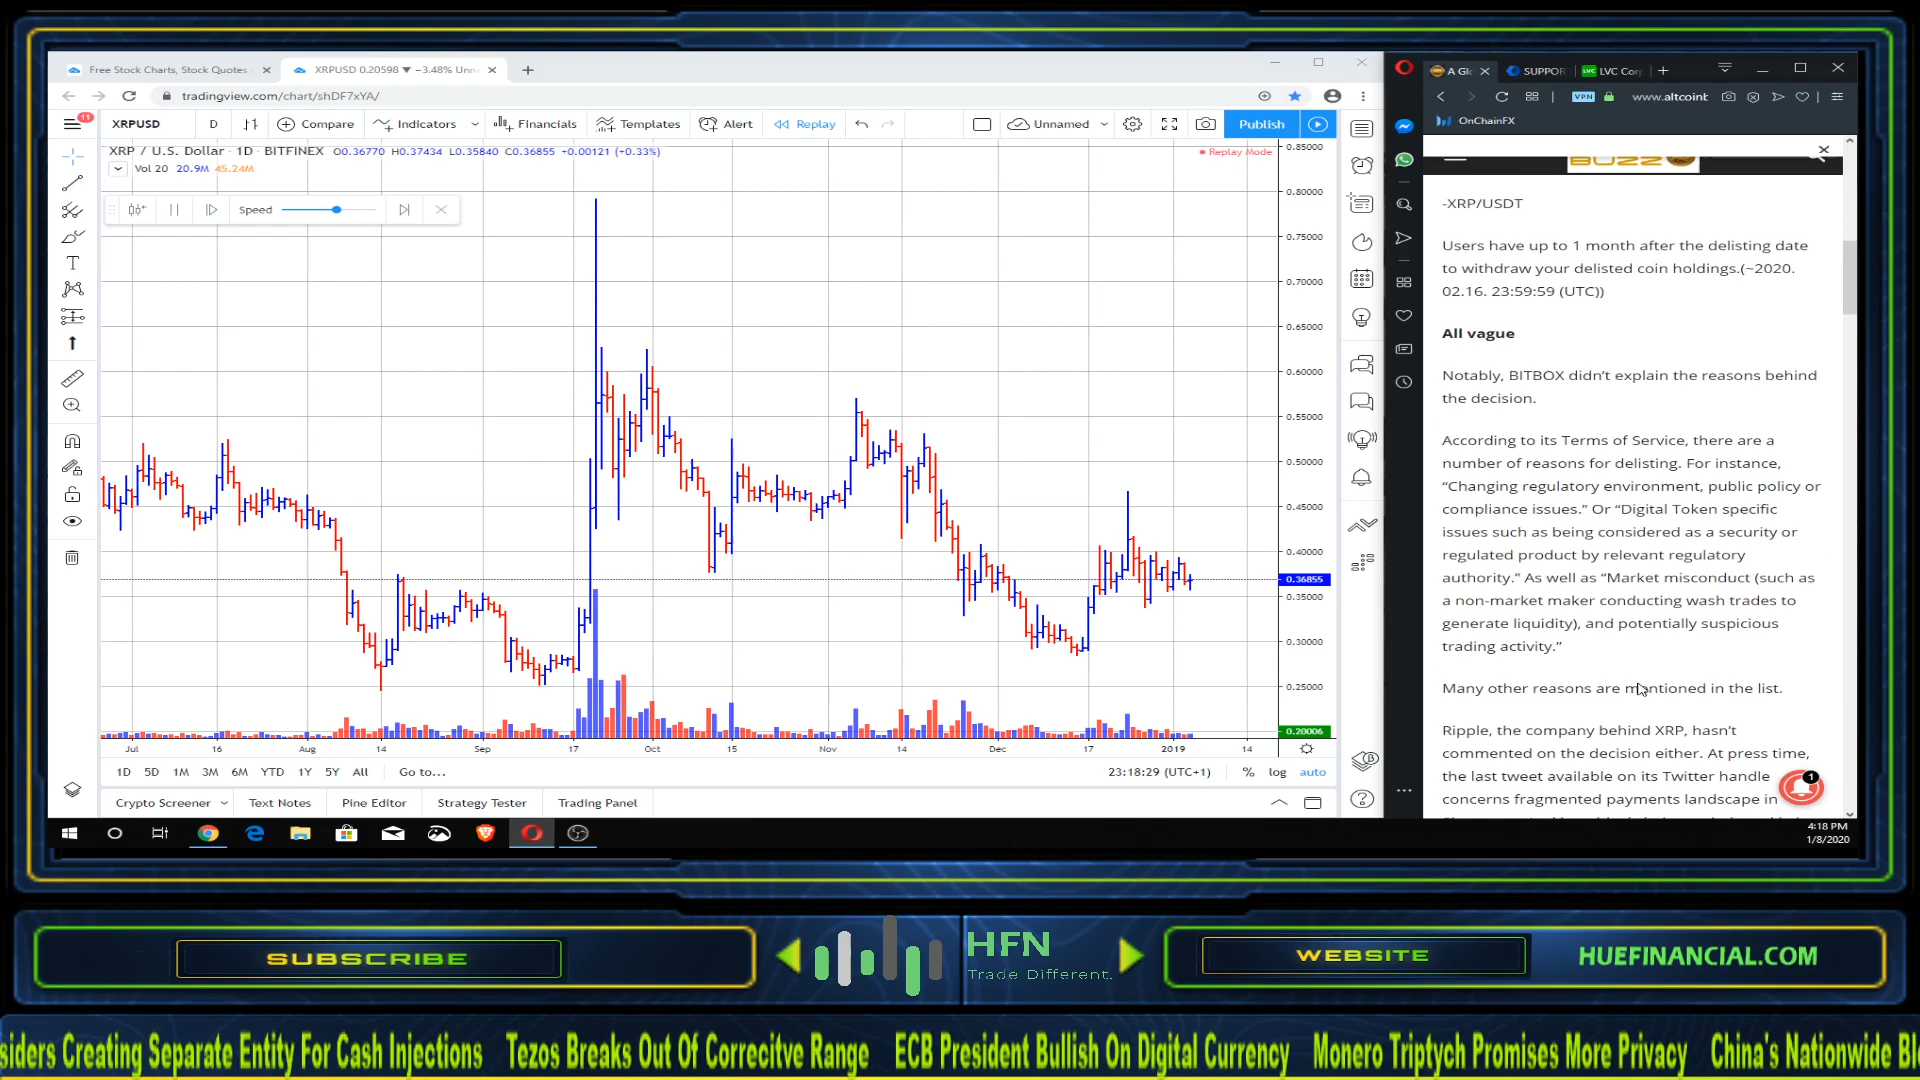 Free Stock Charts, Stock Quotes
XRPUSD 0.20598 ▼ −3.48% Unn
tradingview.com/chart/shDF7xYA/
11
XRPUSD
D
Compare
Indicators
Financials
Templates
Alert
Replay
Unnamed
Publish
XRP / U.S. Dollar · 1D · BITFINEX O0.36770 H0.37434 L0.35840 C0.36855 +0.00121 (+0.33%)
Replay Mode
Vol 20 20.9M 45.24M
Speed
0.85000
0.80000
0.75000
0.70000
0.65000
0.60000
0.55000
0.50000
0.45000
0.40000
0.36855
0.35000
0.30000
0.25000
0.20006
Jul 16 Aug 14 Sep 17 Oct 15 Nov 14 Dec 17 2019 14
1D 5D 1M 3M 6M YTD 1Y 5Y All Go to...
23:18:29 (UTC+1) % log auto
Crypto Screener Text Notes Pine Editor Strategy Tester Trading Panel
A Gl
SUPPOR
LVC Corp
VPN
www.altcoint
OnChainFX
BUZZ
-XRP/USDT
Users have up to 1 month after the delisting date
to withdraw your delisted coin holdings.(~2020.
02.16. 23:59:59 (UTC))
All vague
Notably, BITBOX didn't explain the reasons behind
the decision.
According to its Terms of Service, there are a
number of reasons for delisting. For instance,
“Changing regulatory environment, public policy or
compliance issues.” Or “Digital Token specific
issues such as being considered as a security or
regulated product by relevant regulatory
authority.” As well as “Market misconduct (such as
a non-market maker conducting wash trades to
generate liquidity), and potentially suspicious
trading activity.”
Many other reasons are mentioned in the list.
Ripple, the company behind XRP, hasn't
commented on the decision either. At press time,
the last tweet available on its Twitter handle
concerns fragmented payments landscape in
1
4:18 PM
1/8/2020
SUBSCRIBE
HFN
Trade Different.
WEBSITE
HUEFINANCIAL.COM
siders Creating Separate Entity For Cash Injections Tezos Breaks Out Of Correcitve Range ECB President Bullish On Digital Currency Monero Triptych Promises More Privacy China's Nationwide Bl